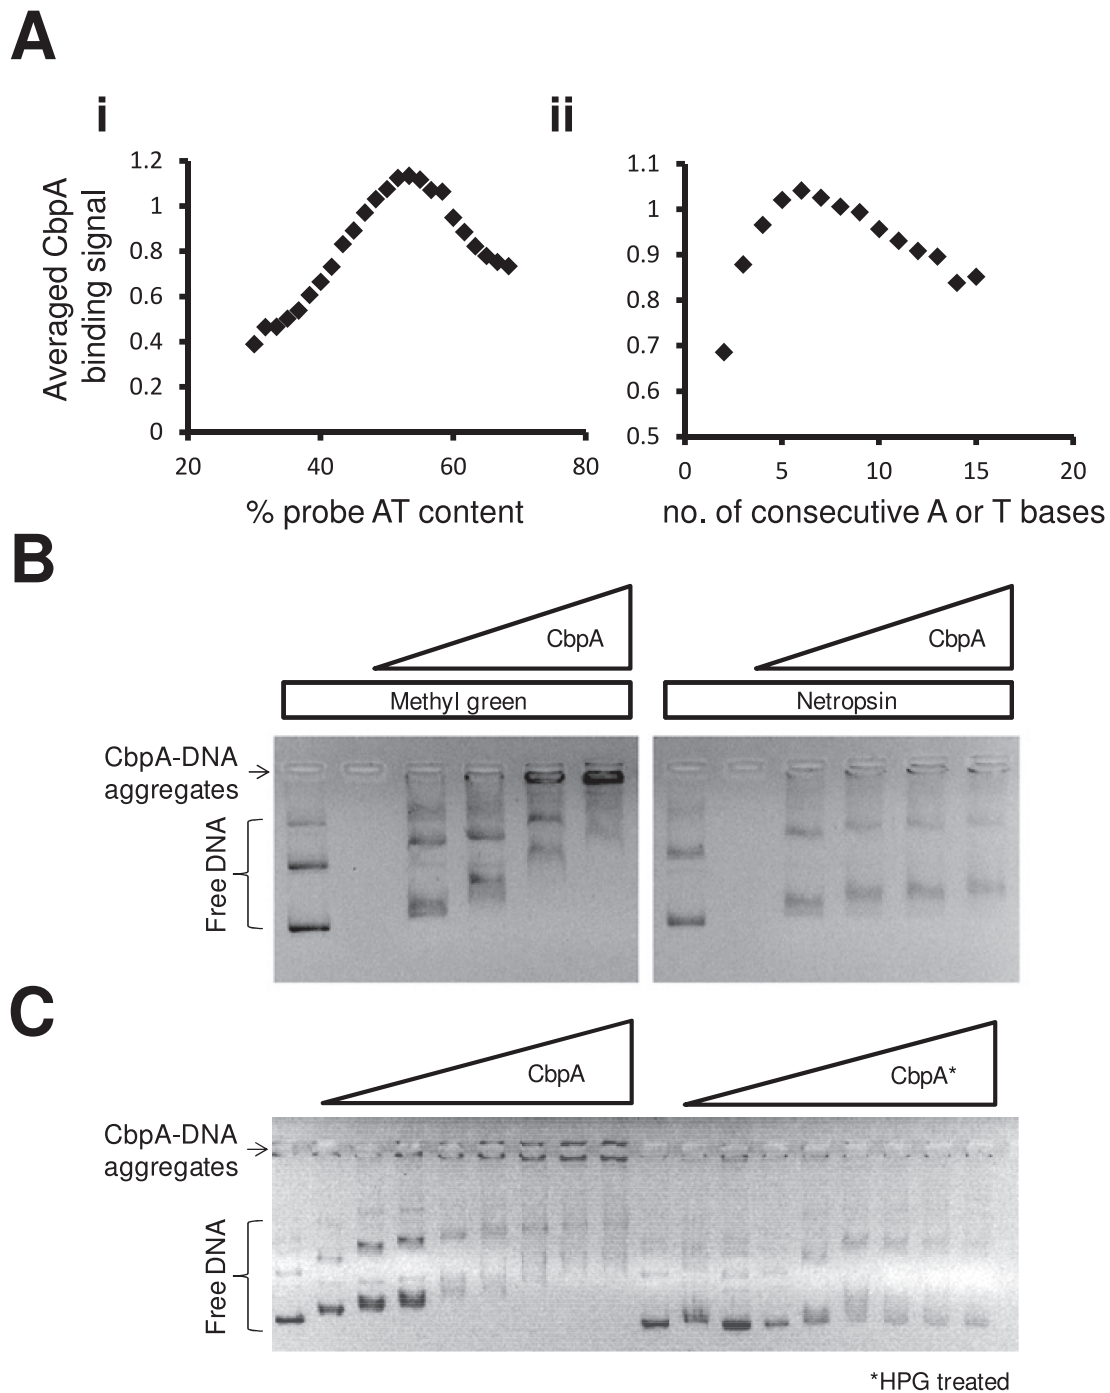 A
i
ii
Averaged CbpA
binding signal
1.2
1
0.8
0.6
0.4
0.2
0
20
40
60
80
% probe AT content
1.1
1
0.9
0.8
0.7
0.6
0.5
0
5
10
15
20
no. of consecutive A or T bases
B
CbpA
CbpA
Methyl green
Netropsin
CbpA-DNA
aggregates
Free DNA
C
CbpA
CbpA*
CbpA-DNA
aggregates
Free DNA
*HPG treated